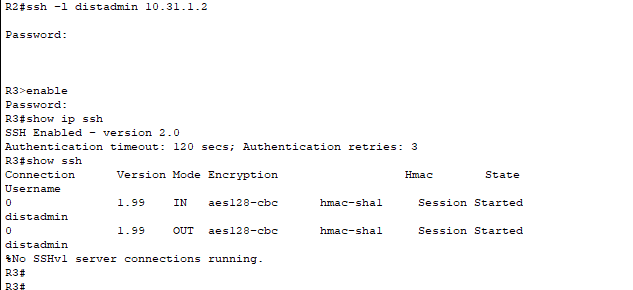 R2#ssh -l distadmin 10.31.1.2
Password:
R3>enable
Password:
R3#show ip ssh
SSH Enabled - version 2.0
Authentication timeout: 120 secs; Authentication retries: 3
R3#show ssh
Connection Version Mode Encryption Hmac State
Username
0 1.99 IN aes128-cbc hmac-sha1 Session Started
distadmin
0 1.99 OUT aes128-cbc hmac-sha1 Session Started
distadmin
%No SSHv1 server connections running.
R3#
R3#